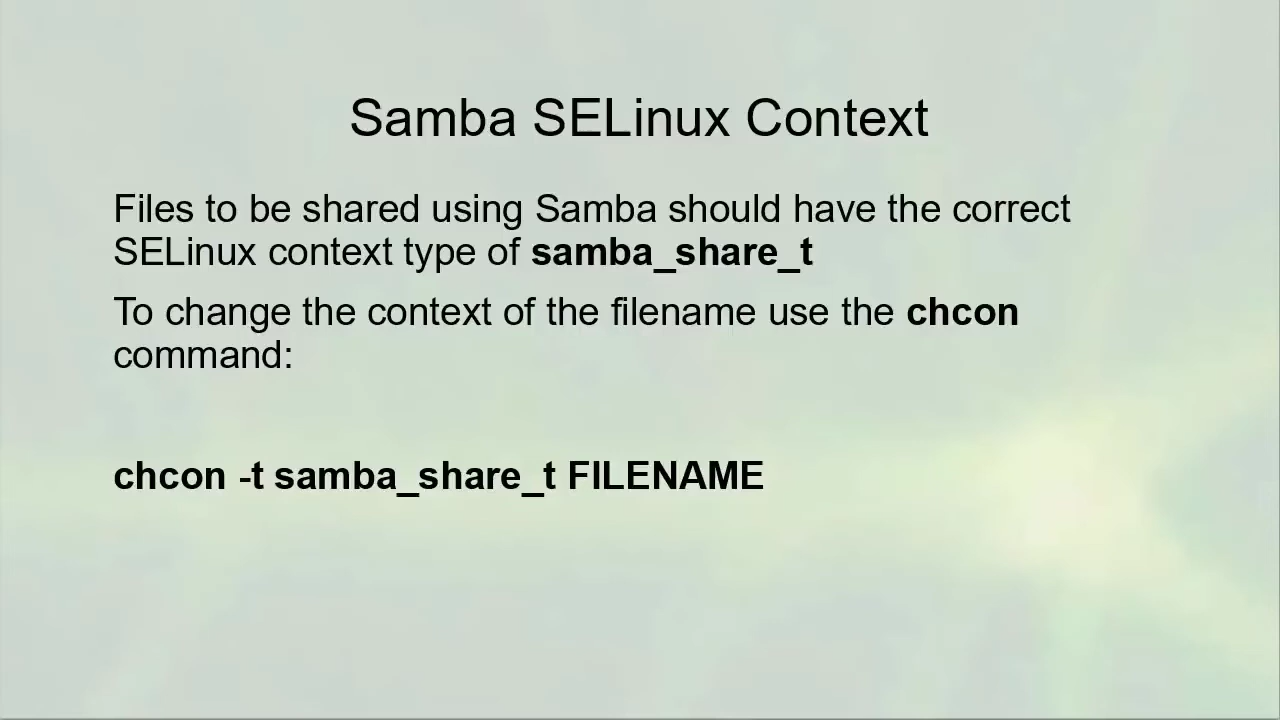 Samba SELinux Context
Files to be shared using Samba should have the correct
SELinux context type of samba_share_t
To change the context of the filename use the chcon
command:
chcon -t samba_share_t FILENAME